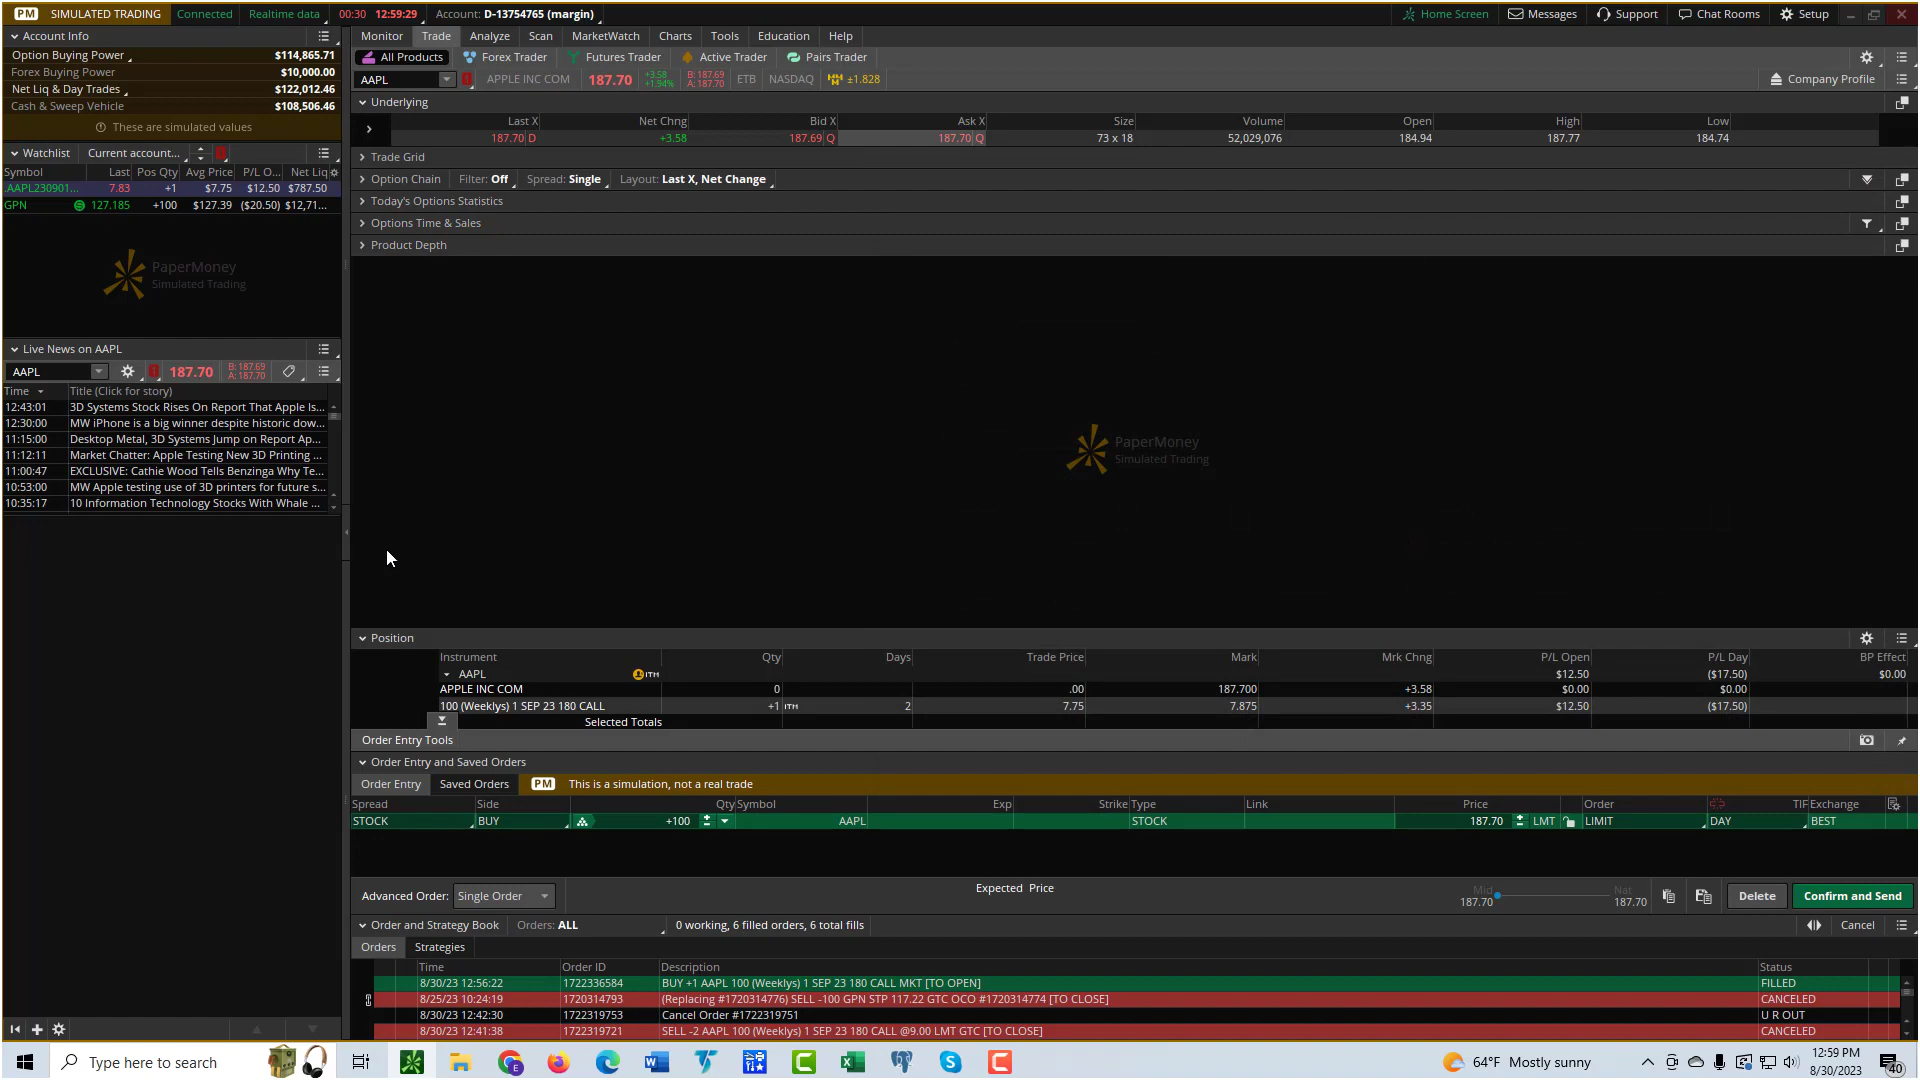 PM SIMULATED TRADING Connected Realtime data 00:30 12:59:29 Account: D-13754765 (margin) Home Screen Messages Support Chat Rooms Setup
Account Info
Option Buying Power $114,865.71
Forex Buying Power $10,000.00
Net Liq & Day Trades $122,012.46
Cash & Sweep Vehicle $108,506.46
These are simulated values
Watchlist Current account...
Symbol Last Pos Qty Avg Price P/L O... Net Liq
.AAPL230901... 7.83 +1 $7.75 $12.50 $787.50
GPN 127.185 +100 $127.39 ($20.50) $12,71...
PaperMoney
Simulated Trading
Live News on AAPL
AAPL 187.70 B: 187.69
A: 187.70
Time Title (Click for story)
12:43:01 3D Systems Stock Rises On Report That Apple Is...
12:30:00 MW iPhone is a big winner despite historic dow...
11:15:00 Desktop Metal, 3D Systems Jump on Report Ap...
11:12:11 Market Chatter: Apple Testing New 3D Printing ...
11:00:47 EXCLUSIVE: Cathie Wood Tells Benzinga Why Te...
10:53:00 MW Apple testing use of 3D printers for future s...
10:35:17 10 Information Technology Stocks With Whale ...
Monitor Trade Analyze Scan MarketWatch Charts Tools Education Help
All Products Forex Trader Futures Trader Active Trader Pairs Trader
AAPL APPLE INC COM 187.70 +3.58 B: 187.69 ETB NASDAQ ±1.828 Company Profile
+1.94% A: 187.70
Underlying
Last X Net Chng Bid X Ask X Size Volume Open High Low
187.70 D +3.58 187.69 Q 187.70 Q 73 x 18 52,029,076 184.94 187.77 184.74
Trade Grid
Option Chain Filter: Off Spread: Single Layout: Last X, Net Change
Today's Options Statistics
Options Time & Sales
Product Depth
PaperMoney
Simulated Trading
Position
Instrument Qty Days Trade Price Mark Mrk Chng P/L Open P/L Day BP Effect
AAPL ITM $12.50 ($17.50) $0.00
APPLE INC COM 0 .00 187.700 +3.58 $0.00 $0.00
100 (Weeklys) 1 SEP 23 180 CALL +1 ITM 2 7.75 7.875 +3.35 $12.50 ($17.50)
Selected Totals
Order Entry Tools
Order Entry and Saved Orders
Order Entry Saved Orders PM This is a simulation, not a real trade
Spread Side Qty Symbol Exp Strike Type Link Price Order TIF Exchange
STOCK BUY +100 AAPL STOCK 187.70 LMT LIMIT DAY BEST
Advanced Order: Single Order Expected Price Mid 187.70 Nat 187.70 Delete Confirm and Send
Order and Strategy Book Orders: ALL 0 working, 6 filled orders, 6 total fills Cancel
Orders Strategies
Time Order ID Description Status
8/30/23 12:56:22 1722336584 BUY +1 AAPL 100 (Weeklys) 1 SEP 23 180 CALL MKT [TO OPEN] FILLED
8/25/23 10:24:19 1720314793 (Replacing #1720314776) SELL -100 GPN STP 117.22 GTC OCO #1720314774 [TO CLOSE] CANCELED
8/30/23 12:42:30 1722319753 Cancel Order #1722319751 U R OUT
8/30/23 12:41:38 1722319721 SELL -2 AAPL 100 (Weeklys) 1 SEP 23 180 CALL @9.00 LMT GTC [TO CLOSE] CANCELED
Type here to search 64°F Mostly sunny 12:59 PM
8/30/2023 40